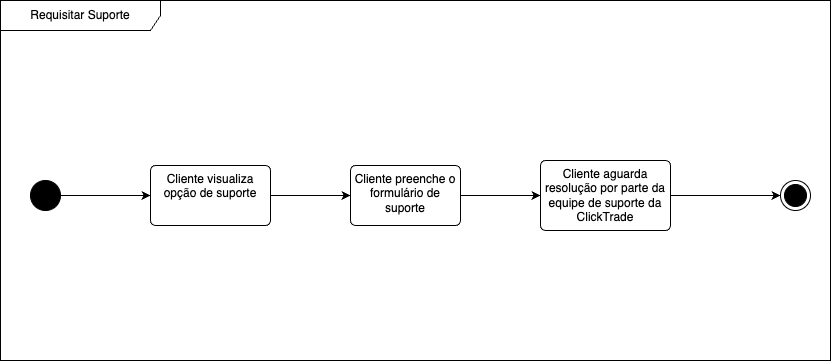 Requisitar Suporte
Cliente visualiza
opção de suporte
Cliente preenche o
formulário de
suporte
Cliente aguarda
resolução por parte da
equipe de suporte da
ClickTrade